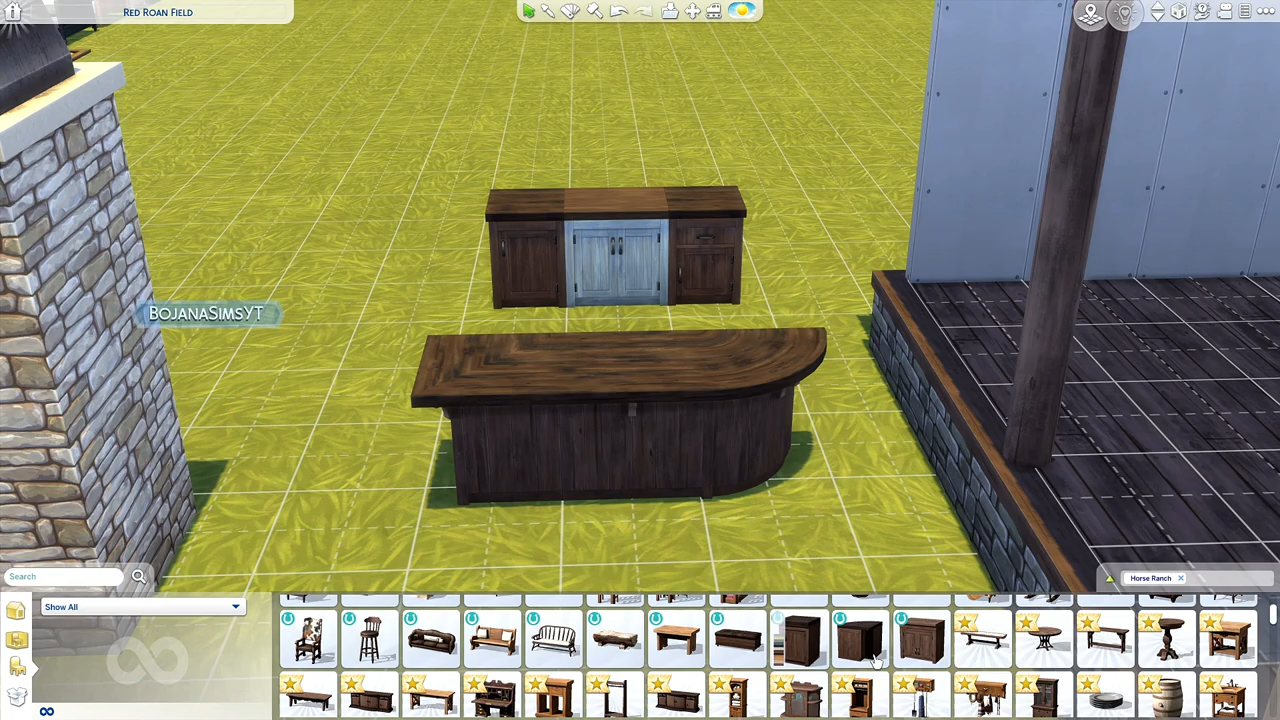 RED ROAN FIELD
BOJANASIMSYT
Search
Horse Ranch
Show All